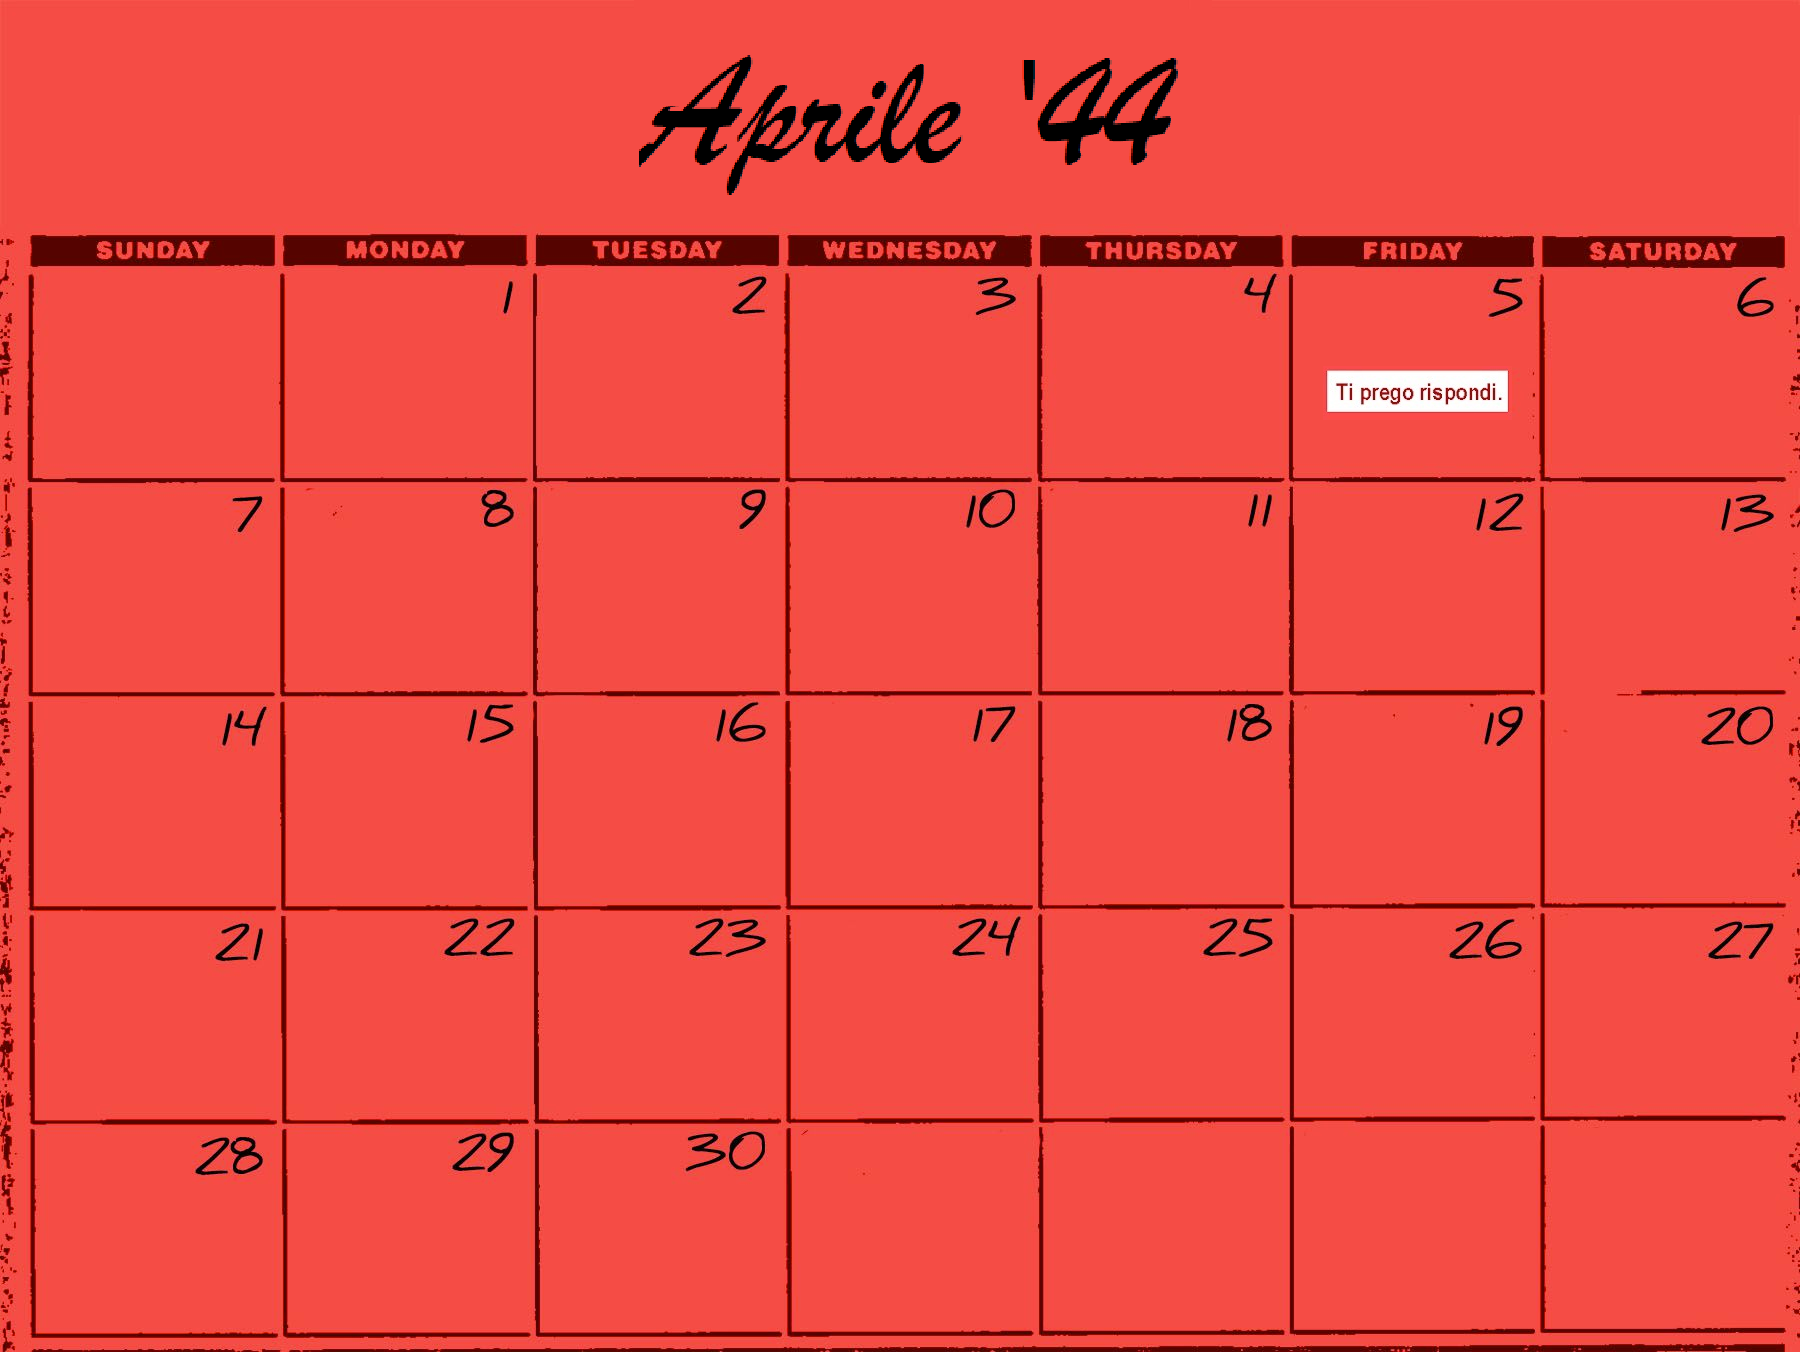 Aprile '44
SUNDAY MONDAY TUESDAY WEDNESDAY THURSDAY FRIDAY SATURDAY
1 2 3 4 5 6
Ti prego rispondi.
7 8 9 10 11 12 13
14 15 16 17 18 19 20
21 22 23 24 25 26 27
28 29 30